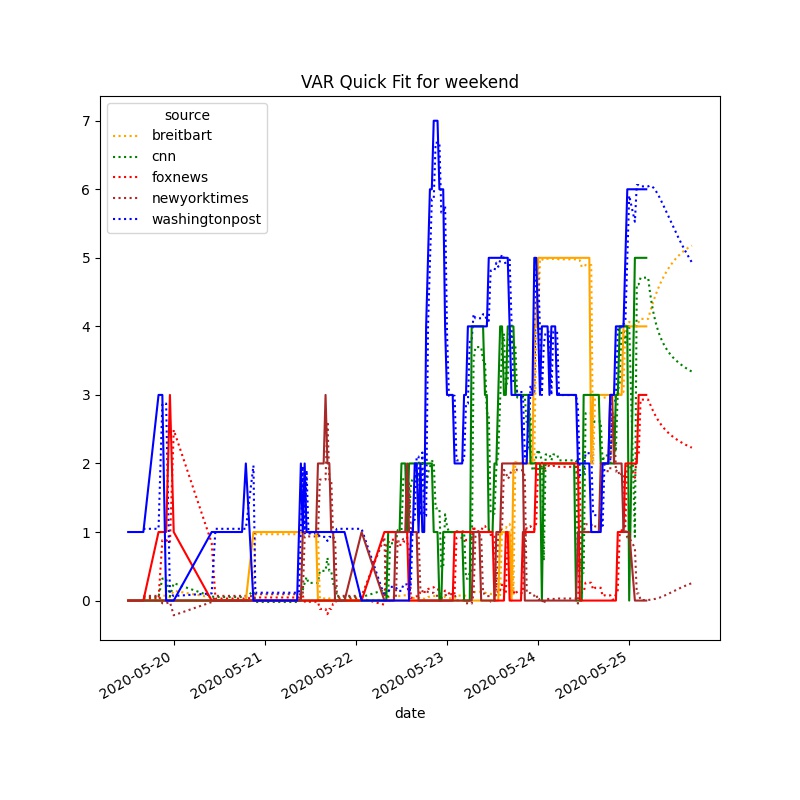 VAR Quick Fit for weekend
source
breitbart
cnn
foxnews
newyorktimes
washingtonpost
7
6
5
4
3
2
1
0
2020-05-20
2020-05-21
2020-05-22
2020-05-23
2020-05-24
2020-05-25
date